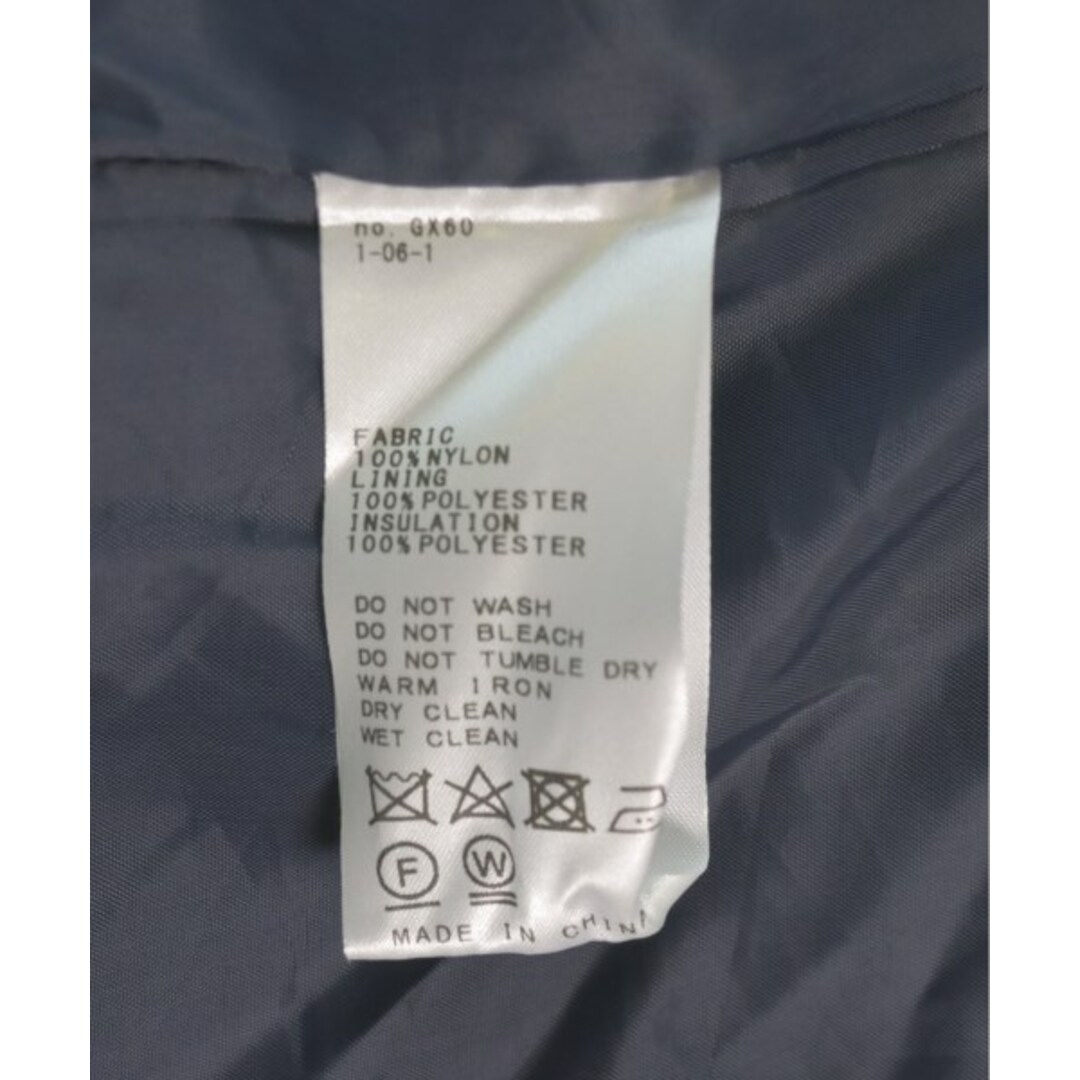 no. GX60
1-06-1
FABRIC
100%NYLON
LINING
100%POLYESTER
INSULATION
100%POLYESTER
DO NOT WASH
DO NOT BLEACH
DO NOT TUMBLE DRY
WARM IRON
DRY CLEAN
WET CLEAN
F W
MADE IN CHINA